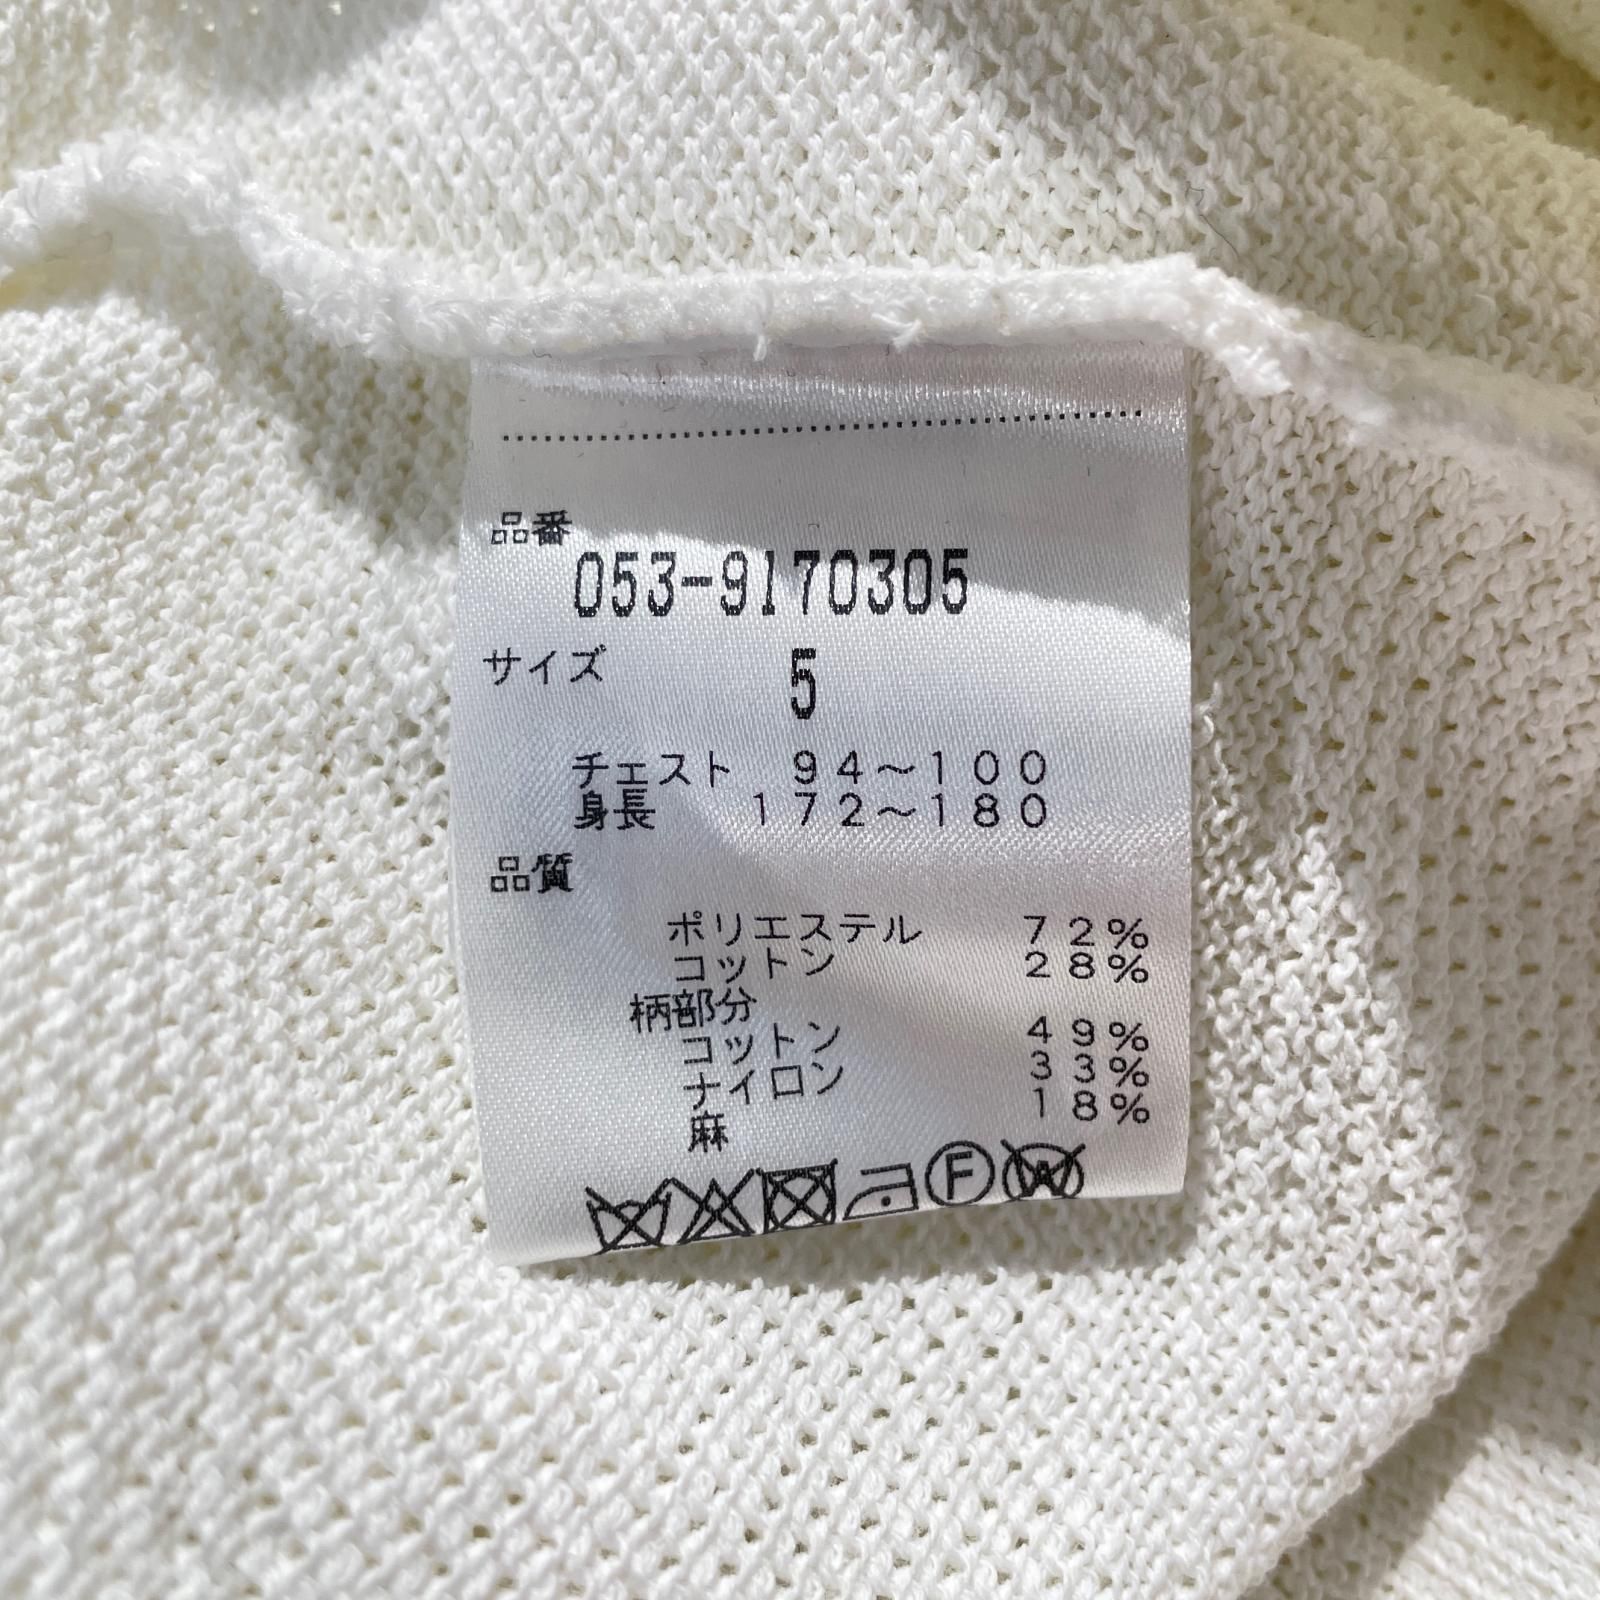 品番
053-9170305
サイズ 5
チェスト 94～100
身長 172～180
品質
ポリエステル 72%
コットン 28%
柄部分
コットン 49%
ナイロン 33%
麻 18%
F W